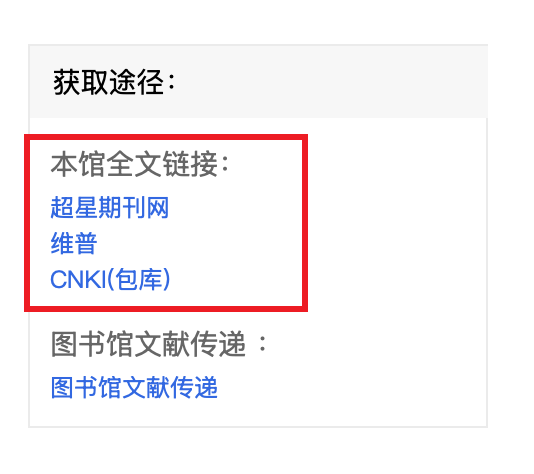 获取途径：
本馆全文链接：
超星期刊网
维普
CNKI(包库)
图书馆文献传递 ：
图书馆文献传递